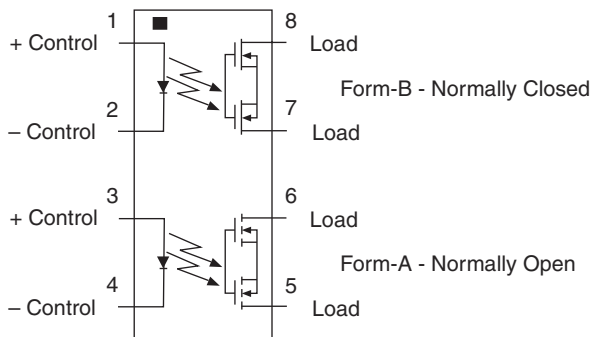 1
8
+ Control
Load
Form-B - Normally Closed
2
7
– Control
Load
3
6
+ Control
Load
Form-A - Normally Open
4
5
– Control
Load